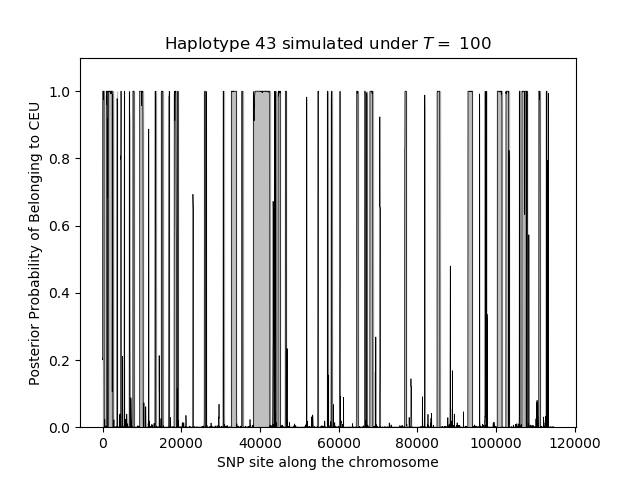 Haplotype 43 simulated under T = 100
Posterior Probability of Belonging to CEU
1.0
0.8
0.6
0.4
0.2
0.0
0 20000 40000 60000 80000 100000 120000
SNP site along the chromosome